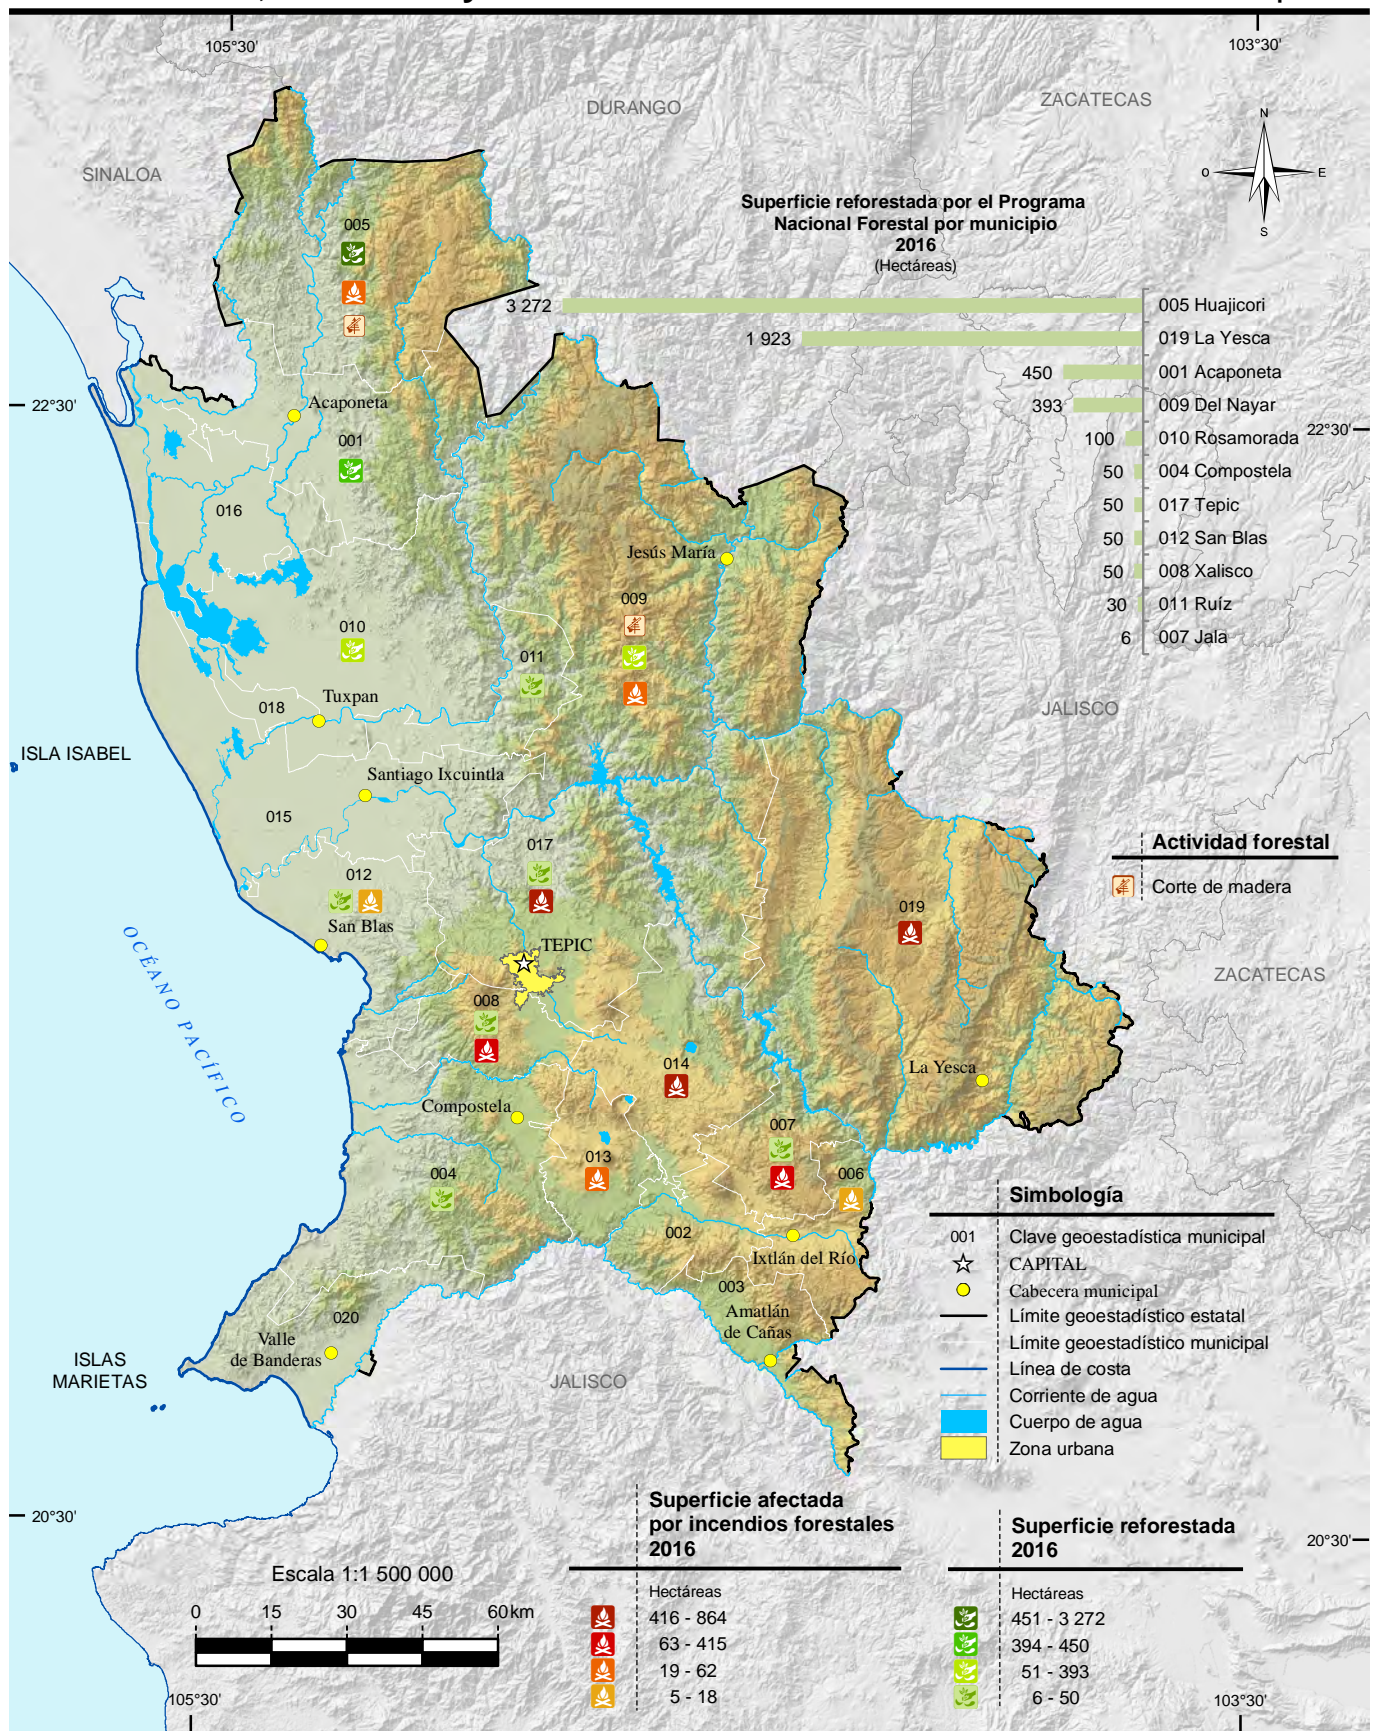 105°30'
103°30'
DURANGO
ZACATECAS
SINALOA
N
O
E
S
Superficie reforestada por el Programa
Nacional Forestal por municipio
2016
(Hectáreas)
3 272 005 Huajicori
1 923 019 La Yesca
450 001 Acaponeta
393 009 Del Nayar
100 010 Rosamorada
50 004 Compostela
50 017 Tepic
50 012 San Blas
50 008 Xalisco
30 011 Ruíz
6 007 Jala
22°30'
22°30'
005
Acaponeta
001
016
Jesús María
009
010
011
018
Tuxpan
JALISCO
ISLA ISABEL
Santiago Ixcuintla
015
017
012
San Blas
Actividad forestal
Corte de madera
019
TEPIC
OCÉANO PACÍFICO
ZACATECAS
008
014
La Yesca
Compostela
007
013
006
004
002
Ixtlán del Río
003
Amatlán
de Cañas
020
Valle
de Banderas
ISLAS
MARIETAS
JALISCO
Simbología
001 Clave geoestadística municipal
CAPITAL
Cabecera municipal
Límite geoestadístico estatal
Límite geoestadístico municipal
Línea de costa
Corriente de agua
Cuerpo de agua
Zona urbana
20°30'
20°30'
Escala 1:1 500 000
0 15 30 45 60 km
Superficie afectada
por incendios forestales
2016
Hectáreas
416 - 864
63 - 415
19 - 62
5 - 18
Superficie reforestada
2016
Hectáreas
451 - 3 272
394 - 450
51 - 393
6 - 50
105°30'
103°30'